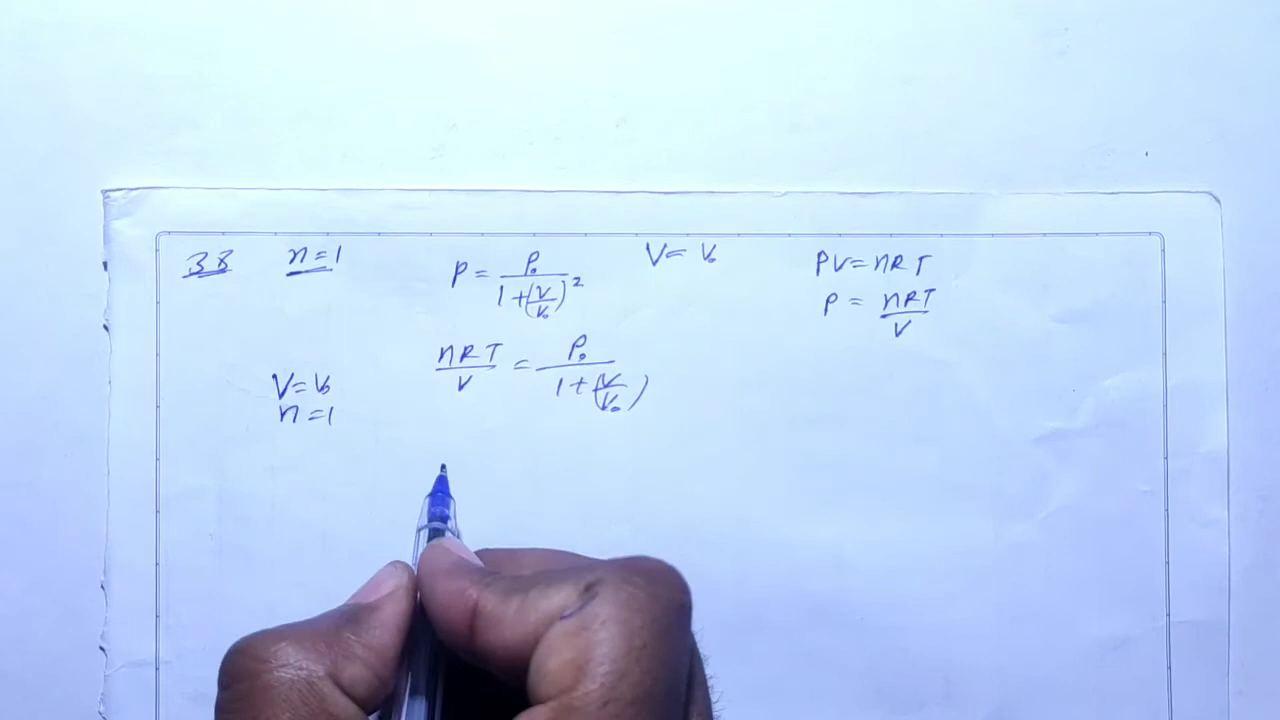 38 n=1 P = P₀/(1+(V/V₀)²) V = V₀ PV = nRT
P = nRT/V
nRT/V = P₀/(1+(V/V₀))
V = V₀
n = 1